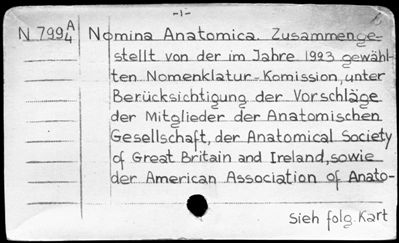 -1-
N 799 A/4 Nomina Anatomica. Zusammenge-
stellt von der im Jahre 1923 gewähl-
ten Nomenklatur-Komission, unter
Berücksichtigung der Vorschläge
der Mitglieder der Anatomischen
Gesellschaft, der Anatomical Society
of Great Britain and Ireland, sowie
der American Association of Anato-
Sieh folg. Kart